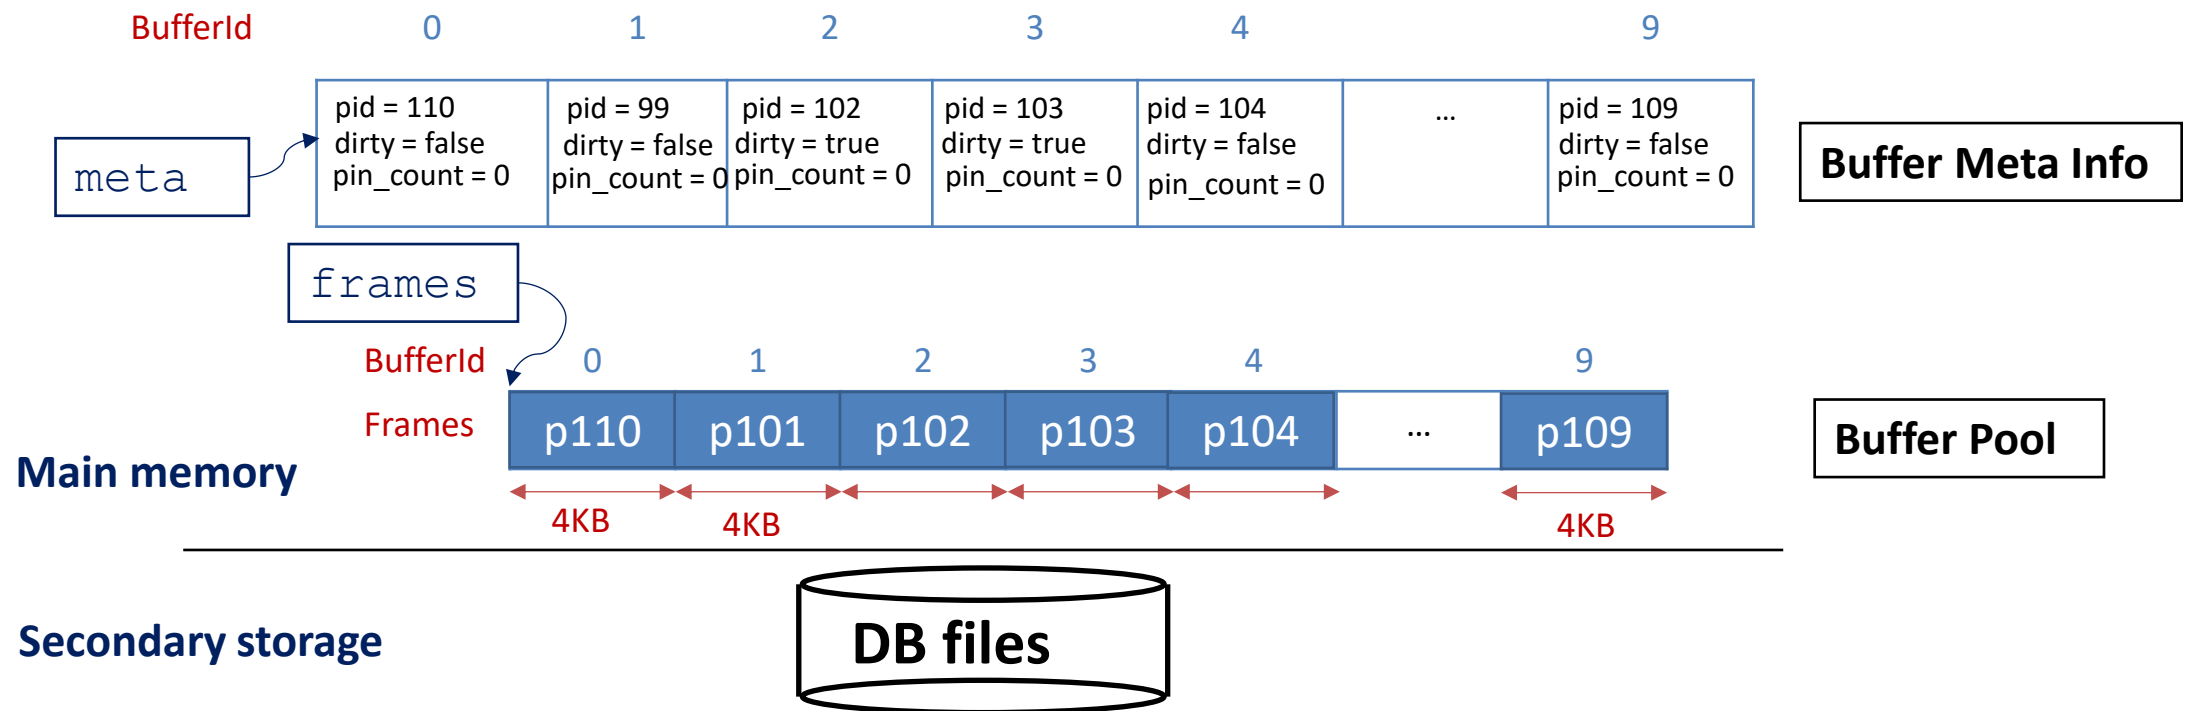 BufferId 0 1 2 3 4 9
meta
pid = 110
dirty = false
pin_count = 0
pid = 99
dirty = false
pin_count = 0
pid = 102
dirty = true
pin_count = 0
pid = 103
dirty = true
pin_count = 0
pid = 104
dirty = false
pin_count = 0
...
pid = 109
dirty = false
pin_count = 0
Buffer Meta Info
frames
BufferId 0 1 2 3 4 9
Frames p110 p101 p102 p103 p104 ... p109
Buffer Pool
Main memory
4KB 4KB 4KB
Secondary storage
DB files